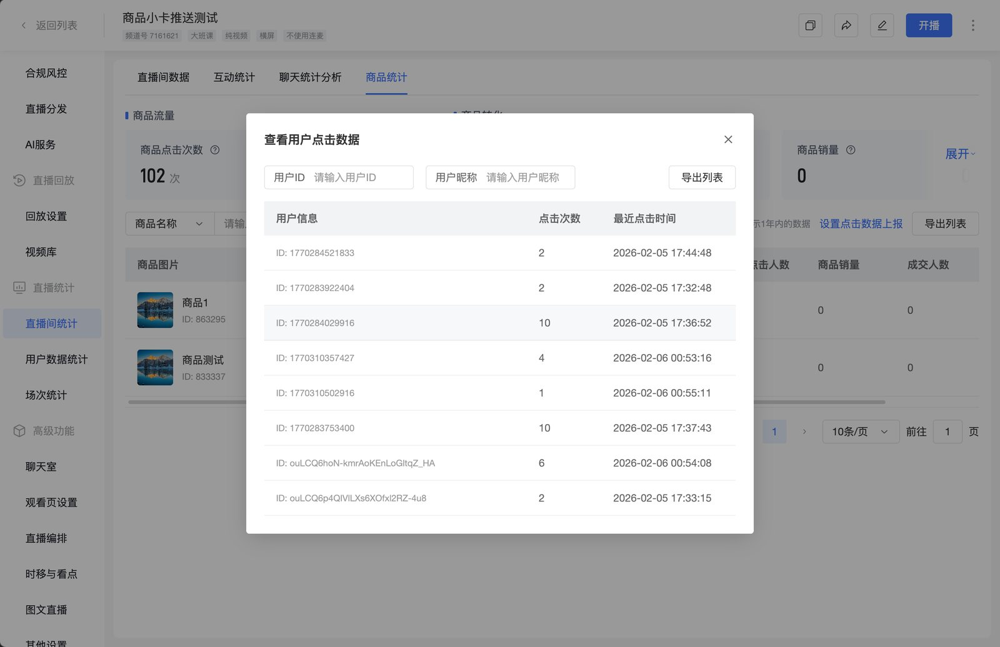 返回列表
商品小卡推送测试
频道号 7161621 大班课 纯视频 横屏 不使用连麦
开播
合规风控
直播分发
AI服务
直播回放
回放设置
视频库
直播统计
直播间统计
用户数据统计
场次统计
高级功能
聊天室
观看页设置
直播编排
时移与看点
图文直播
其他设置
直播间数据 互动统计 聊天统计分析 商品统计
商品流量
商品转化
商品点击次数
102 次
商品销量
0
展开
0
商品名称 请输
示1年内的数据 设置点击数据上报 导出列表
商品图片 点击人数 商品销量 成交人数
商品1
ID: 863295
0 0
商品测试
ID: 833337
0 0
1 10条/页 前往 1 页
查看用户点击数据
用户ID 请输入用户ID 用户昵称 请输入用户昵称 导出列表
用户信息 点击次数 最近点击时间
ID: 1770284521833 2 2026-02-05 17:44:48
ID: 1770283922404 2 2026-02-05 17:32:48
ID: 1770284029916 10 2026-02-05 17:36:52
ID: 1770310357427 4 2026-02-06 00:53:16
ID: 1770310502916 1 2026-02-06 00:55:11
ID: 1770283753400 10 2026-02-05 17:37:43
ID: ouLCQ6hoN-kmrAoKEnLoGltqZ_HA 6 2026-02-06 00:54:08
ID: ouLCQ6p4QIVlLXs6XOfxl2RZ-4u8 2 2026-02-05 17:33:15